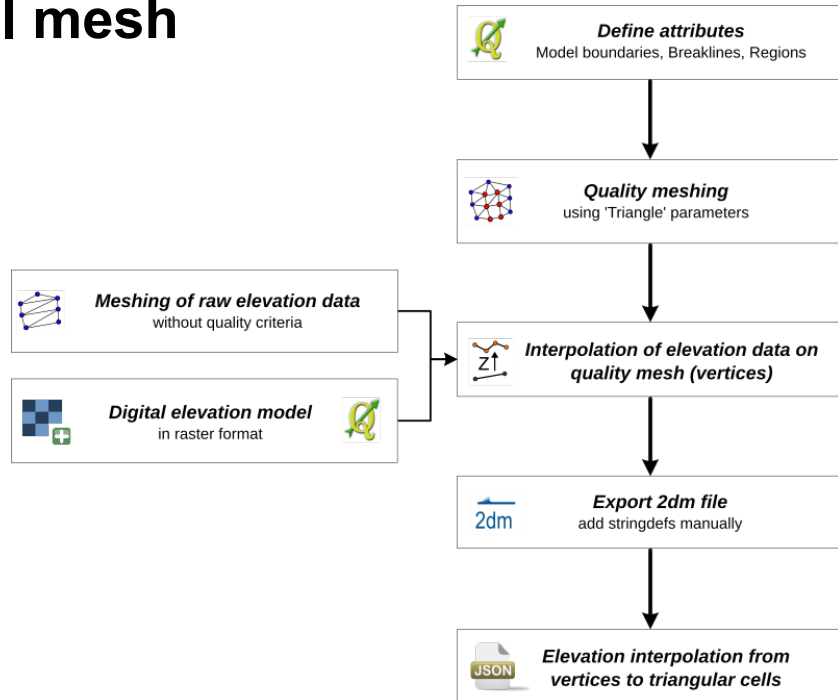 l mesh
Define attributes
Model boundaries, Breaklines, Regions
Quality meshing
using 'Triangle' parameters
Meshing of raw elevation data
without quality criteria
Digital elevation model
in raster format
Z↑
Interpolation of elevation data on
quality mesh (vertices)
2dm
Export 2dm file
add stringdefs manually
JSON
Elevation interpolation from
vertices to triangular cells